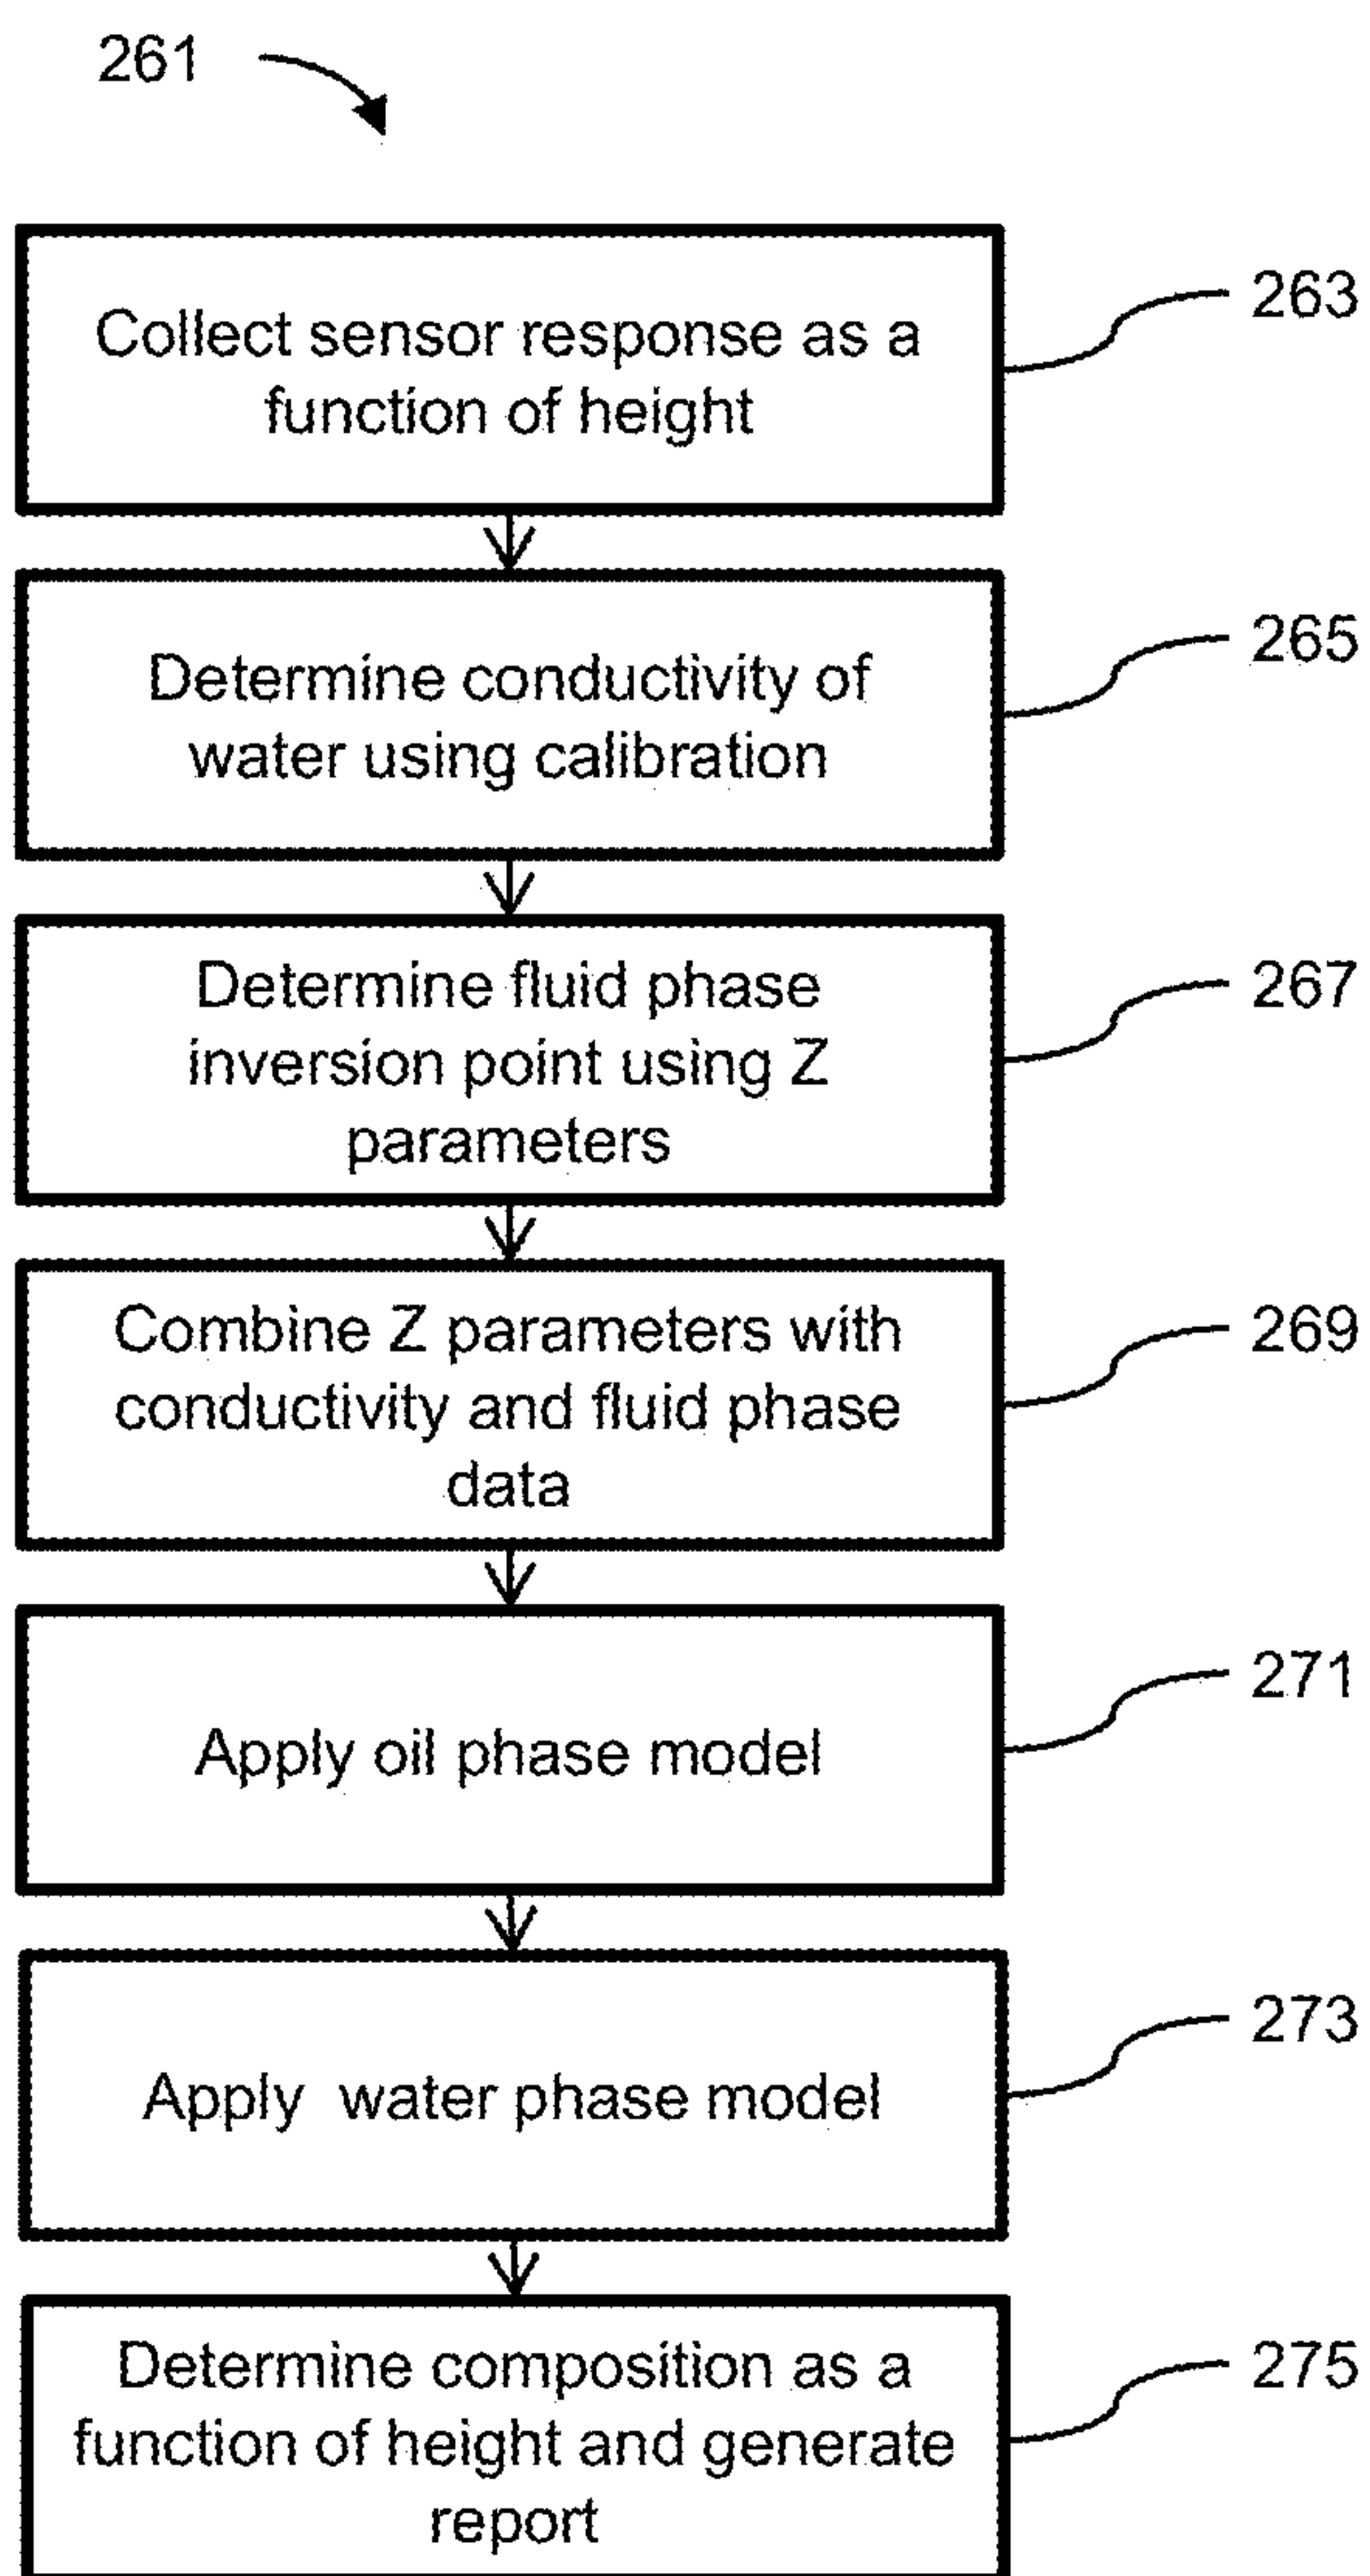 261
Collect sensor response as a
function of height
263
Determine conductivity of
water using calibration
265
Determine fluid phase
inversion point using Z
parameters
267
Combine Z parameters with
conductivity and fluid phase
data
269
Apply oil phase model
271
Apply water phase model
273
Determine composition as a
function of height and generate
report
275